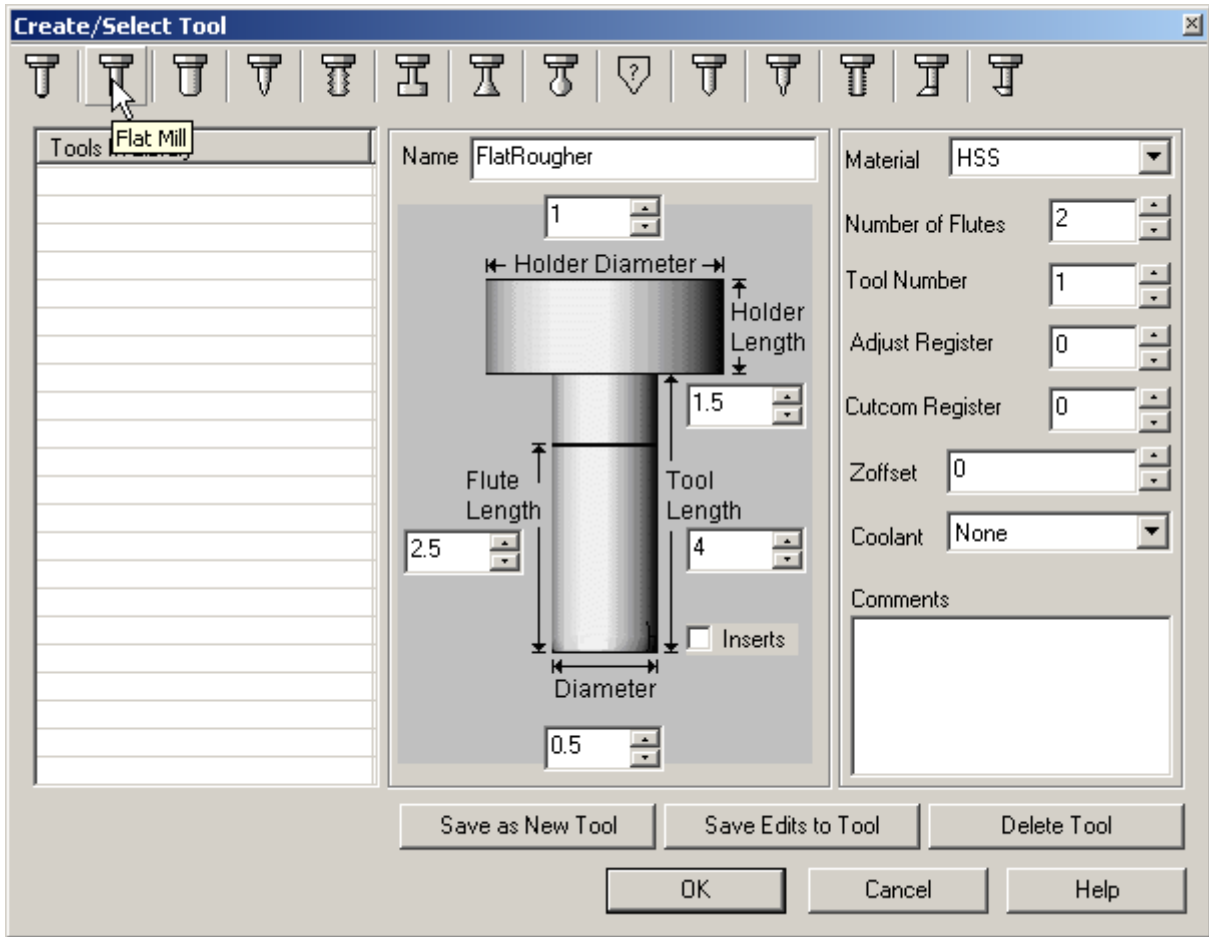 Create/Select Tool
?
Flat Mill
Tools
Name FlatRougher
1
Holder Diameter
Holder
Length
1.5
Flute
Length
2.5
Tool
Length
4
Inserts
Diameter
0.5
Material HSS
Number of Flutes 2
Tool Number 1
Adjust Register 0
Cutcom Register 0
Zoffset 0
Coolant None
Comments
Save as New Tool
Save Edits to Tool
Delete Tool
OK
Cancel
Help